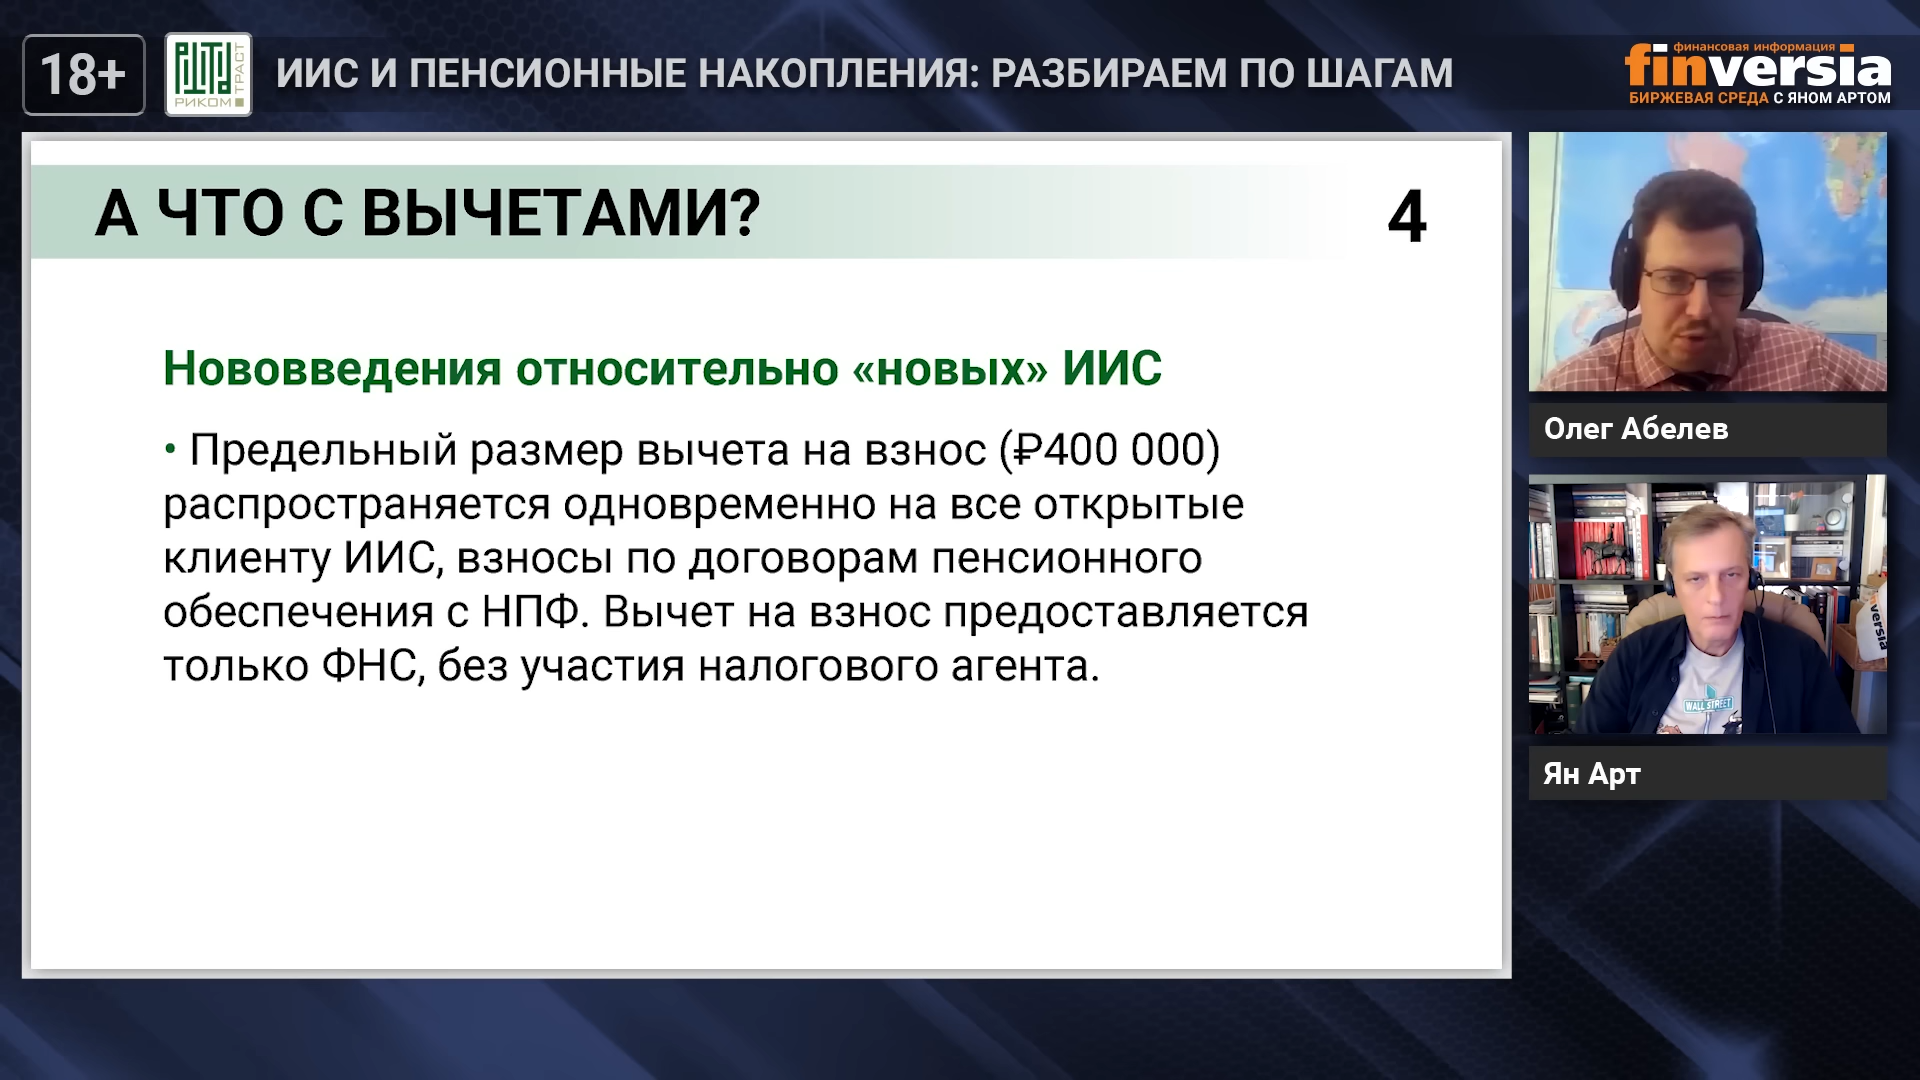 18+
РИКОМ
ТРАСТ
ИИС И ПЕНСИОННЫЕ НАКОПЛЕНИЯ: РАЗБИРАЕМ ПО ШАГАМ
финансовая информация
finversia
БИРЖЕВАЯ СРЕДА С ЯНОМ АРТОМ
А ЧТО С ВЫЧЕТАМИ?
4
Нововведения относительно «новых» ИИС
• Предельный размер вычета на взнос (₽400 000)
распространяется одновременно на все открытые
клиенту ИИС, взносы по договорам пенсионного
обеспечения с НПФ. Вычет на взнос предоставляется
только ФНС, без участия налогового агента.
Олег Абелев
WALL STREET
finversia
Ян Арт